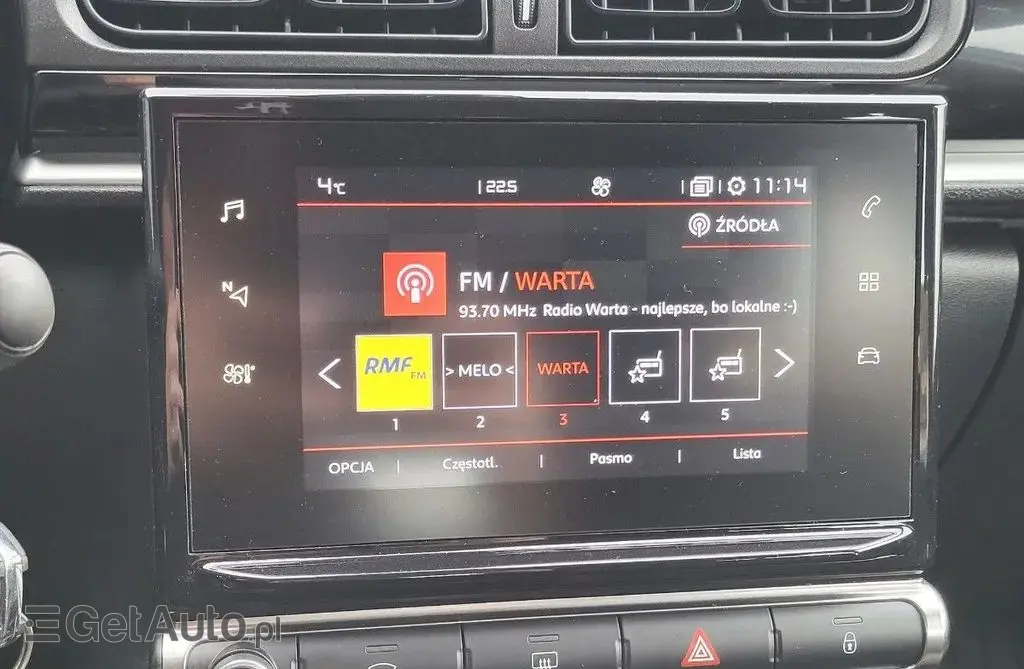 4°C 22.5 11:14
ŹRÓDŁA
FM / WARTA
93.70 MHz Radio Warta - najlepsze, bo lokalne :-)
N
RMF FM > MELO < WARTA
1 2 3 4 5
OPCJA | Częstotl. | Pasmo | Lista
GetAuto.pl